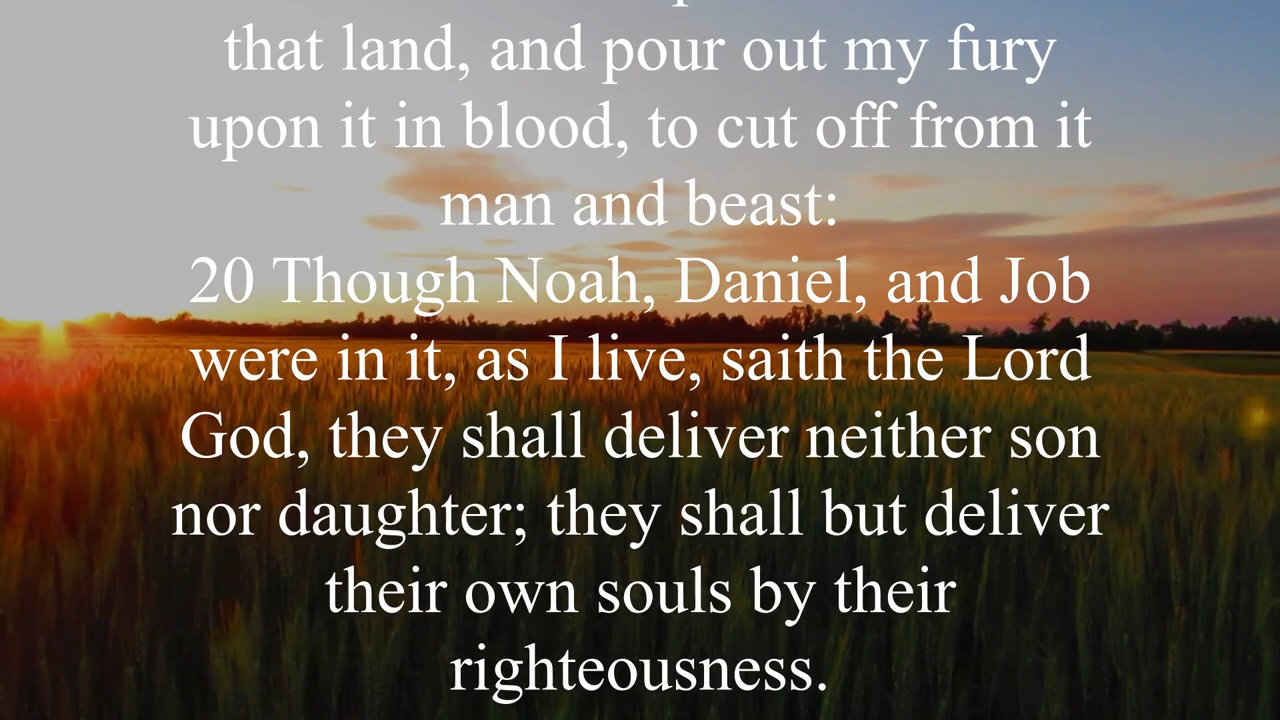 that land, and pour out my fury
upon it in blood, to cut off from it
man and beast:
20 Though Noah, Daniel, and Job
were in it, as I live, saith the Lord
God, they shall deliver neither son
nor daughter; they shall but deliver
their own souls by their
righteousness.